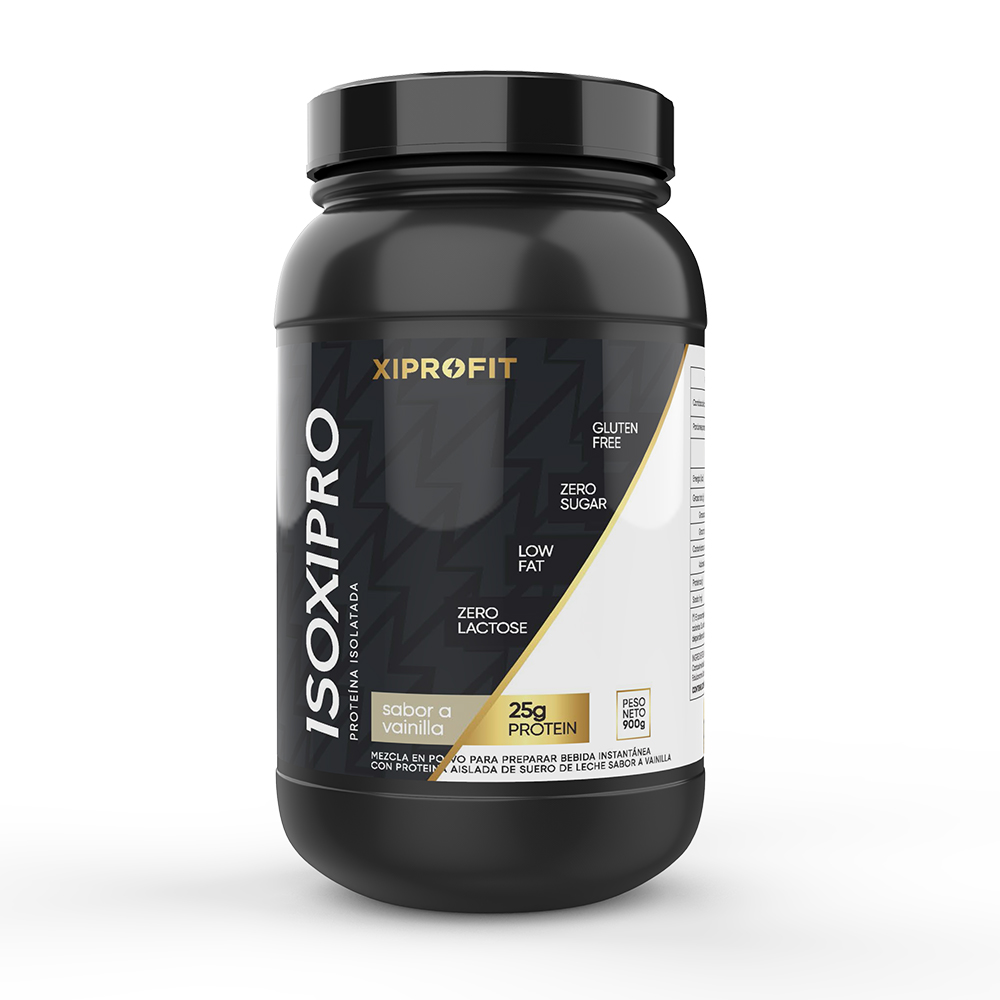 XIPROFIT
ISOXIPRO
PROTEÍNA ISOLATADA
GLUTEN
FREE
ZERO
SUGAR
LOW
FAT
ZERO
LACTOSE
sabor a
vainilla
25g
PROTEIN
PESO
NETO
900g
MEZCLA EN POLVO PARA PREPARAR BEBIDA INSTANTÁNEA
CON PROTEINA AISLADA DE SUERO DE LECHE SABOR A VAINILLA